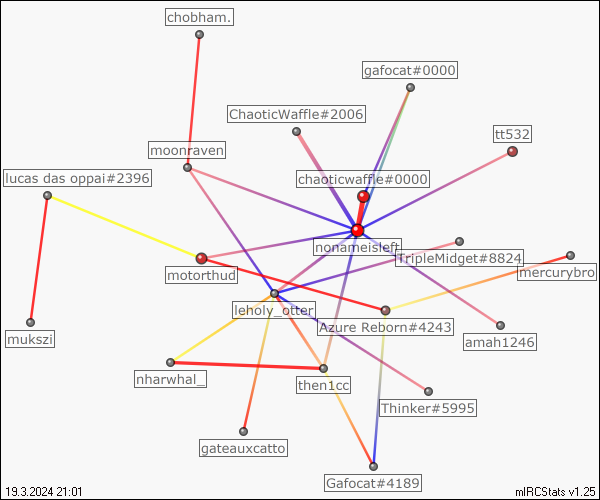 chobham.
gafocat#0000
ChaoticWaffle#2006
tt532
moonraven
lucas das oppai#2396
chaoticwaffle#0000
nonameisleft
TripleMidget#8824
motorthud
mercurybro
leholy_otter
Azure Reborn#4243
mukszi
amah1246
nharwhal_
then1cc
Thinker#5995
gateauxcatto
Gafocat#4189
19.3.2024 21:01
mIRCStats v1.25